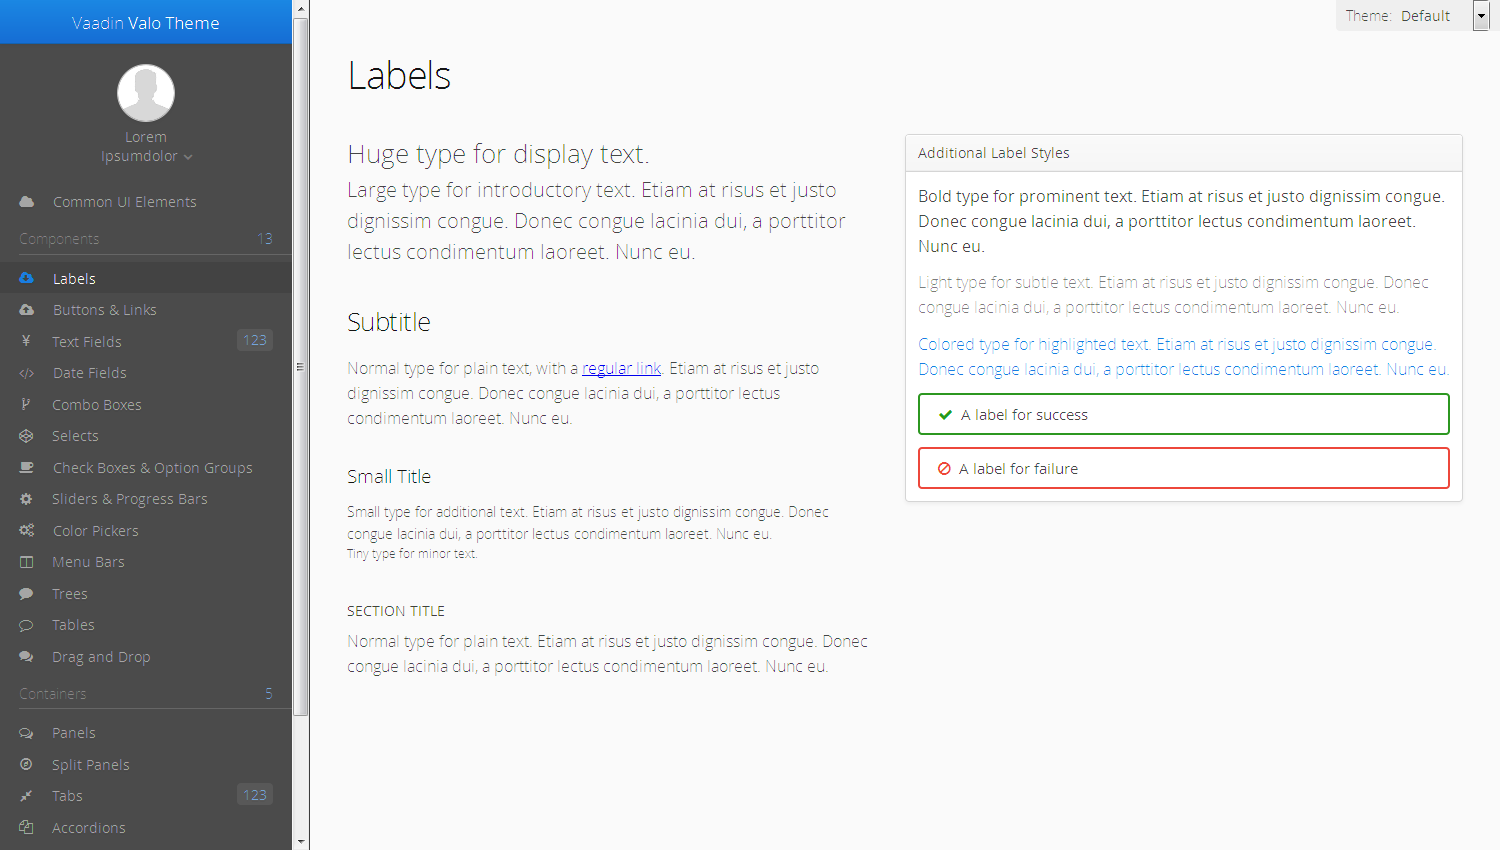 Vaadin Valo Theme
Lorem
Ipsumdolor
Common UI Elements
Components 13
Labels
Buttons & Links
Text Fields 123
Date Fields
Combo Boxes
Selects
Check Boxes & Option Groups
Sliders & Progress Bars
Color Pickers
Menu Bars
Trees
Tables
Drag and Drop
Containers 5
Panels
Split Panels
Tabs 123
Accordions
Theme: Default
Labels
Huge type for display text.
Large type for introductory text. Etiam at risus et justo
dignissim congue. Donec congue lacinia dui, a porttitor
lectus condimentum laoreet. Nunc eu.
Subtitle
Normal type for plain text, with a regular link. Etiam at risus et justo
dignissim congue. Donec congue lacinia dui, a porttitor lectus
condimentum laoreet. Nunc eu.
Small Title
Small type for additional text. Etiam at risus et justo dignissim congue. Donec
congue lacinia dui, a porttitor lectus condimentum laoreet. Nunc eu.
Tiny type for minor text.
SECTION TITLE
Normal type for plain text. Etiam at risus et justo dignissim congue. Donec
congue lacinia dui, a porttitor lectus condimentum laoreet. Nunc eu.
Additional Label Styles
Bold type for prominent text. Etiam at risus et justo dignissim congue.
Donec congue lacinia dui, a porttitor lectus condimentum laoreet.
Nunc eu.
Light type for subtle text. Etiam at risus et justo dignissim congue. Donec
congue lacinia dui, a porttitor lectus condimentum laoreet. Nunc eu.
Colored type for highlighted text. Etiam at risus et justo dignissim congue.
Donec congue lacinia dui, a porttitor lectus condimentum laoreet. Nunc eu.
A label for success
A label for failure